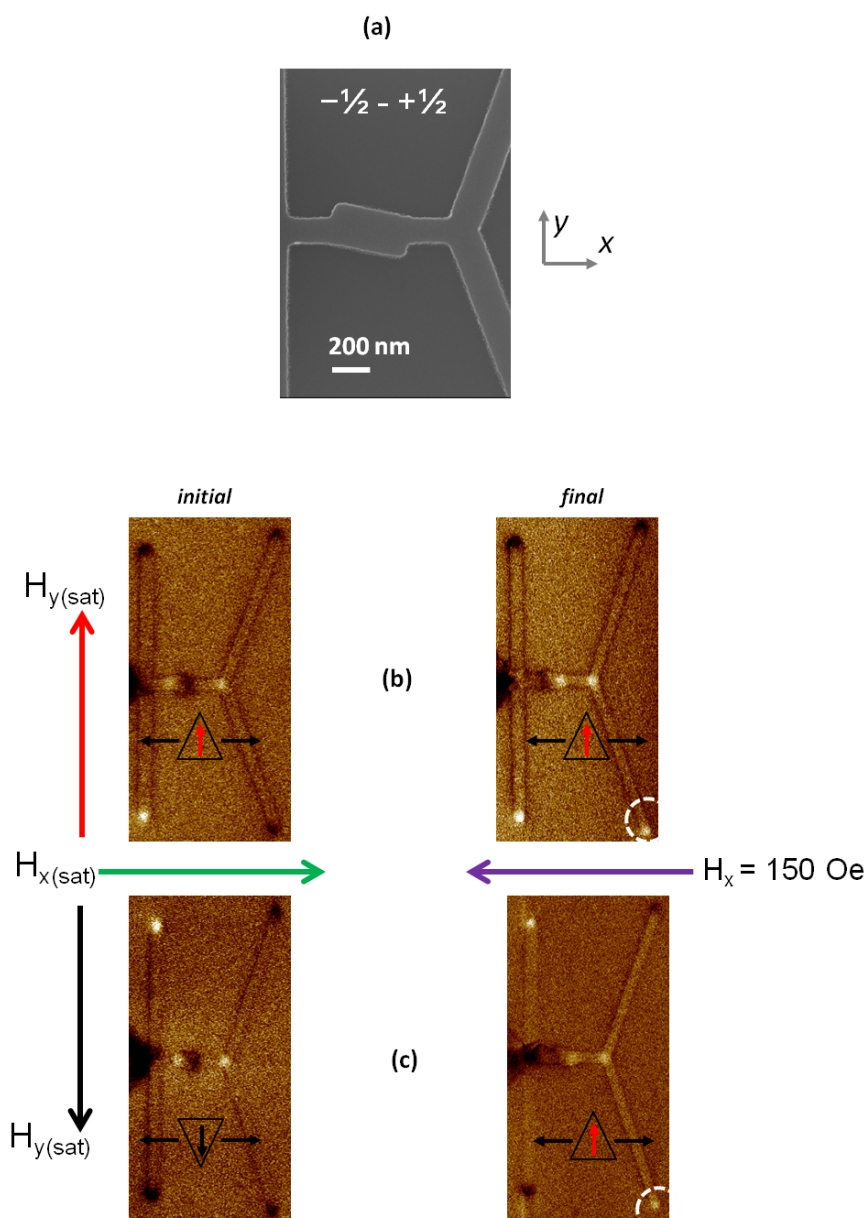 (a)
−½ - +½
y
x
200 nm
initial
final
Hy(sat)
(b)
Hx(sat)
Hx = 150 Oe
(c)
Hy(sat)